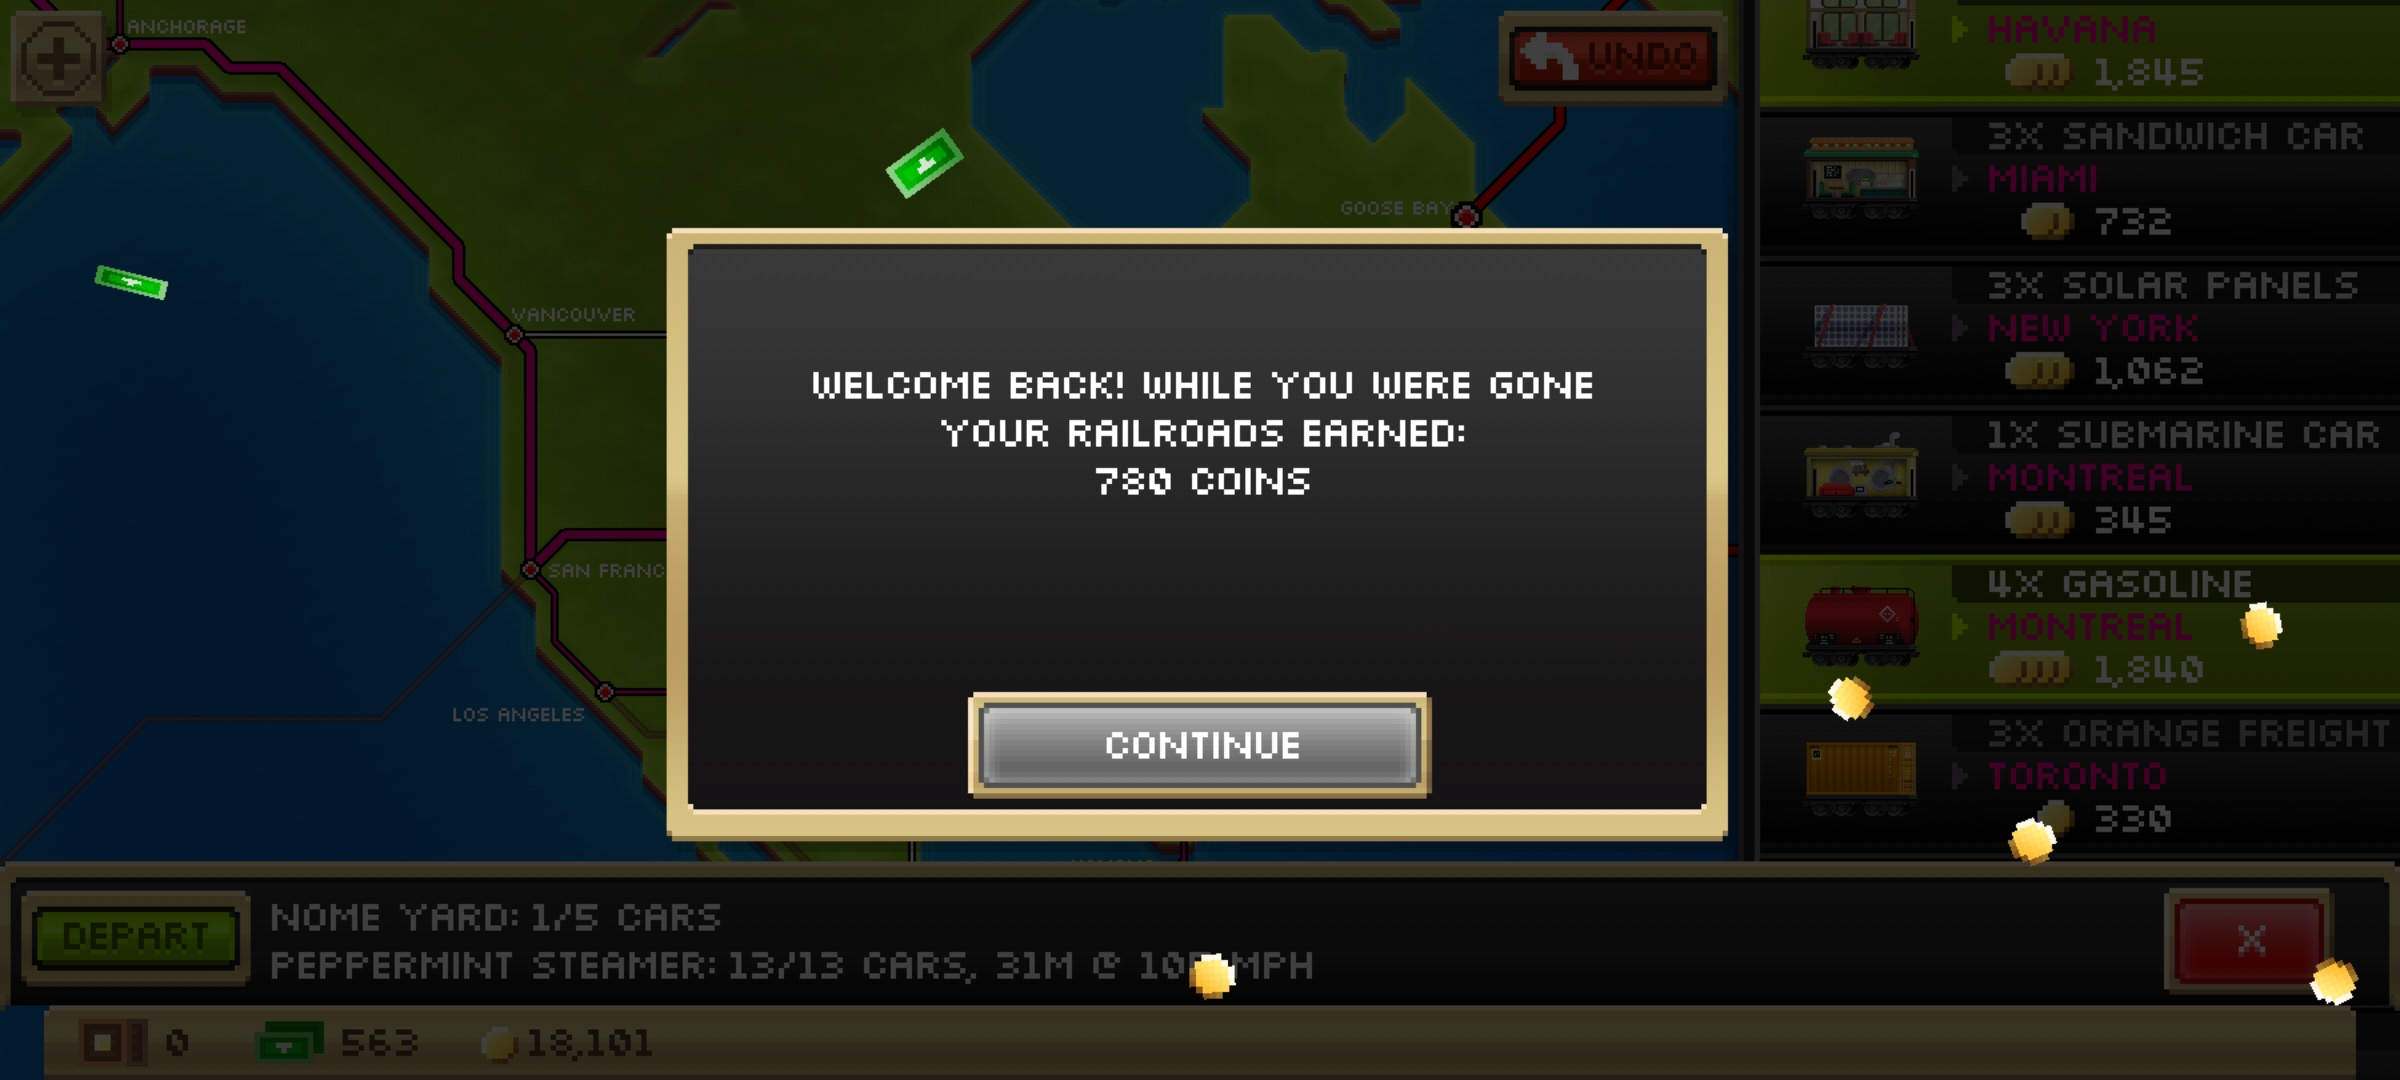 ANCHORAGE
UNDO
GOOSE BAY
VANCOUVER
SAN FRANC
LOS ANGELES
WELCOME BACK! WHILE YOU WERE GONE
YOUR RAILROADS EARNED:
780 COINS
CONTINUE
HAVANA
1,845
3X SANDWICH CAR
MIAMI
732
3X SOLAR PANELS
NEW YORK
1,062
1X SUBMARINE CAR
MONTREAL
345
4X GASOLINE
MONTREAL
1,840
3X ORANGE FREIGHT
TORONTO
330
DEPART
NOME YARD: 1/5 CARS
PEPPERMINT STEAMER: 13/13 CARS, 31M @ MPH
X
0
563
18,101